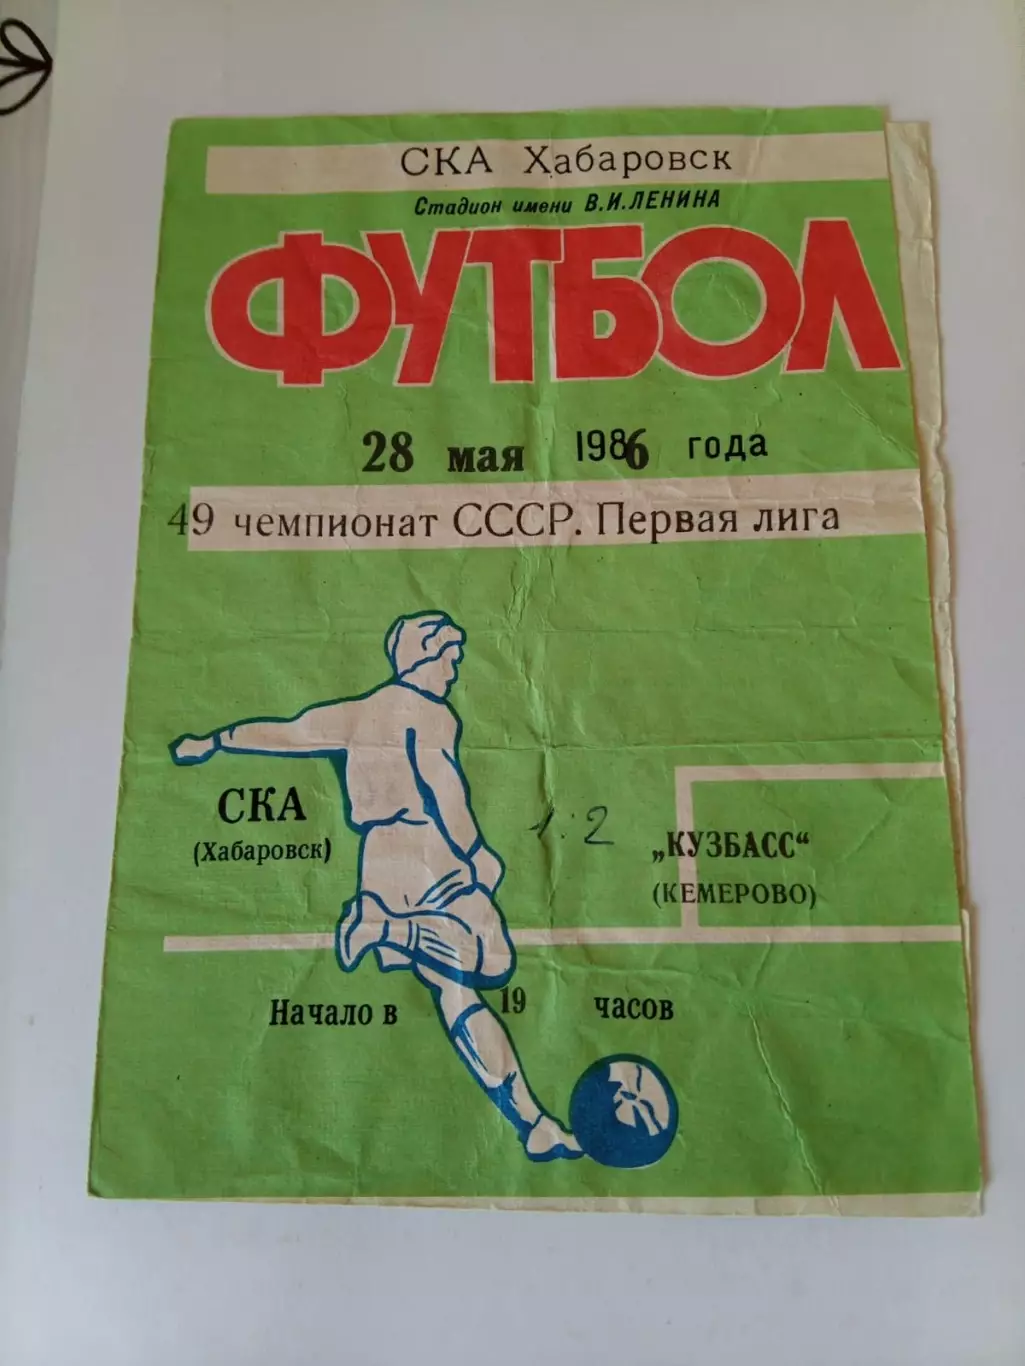 СКА Хабаровск
Стадион имени В.И.ЛЕНИНА
ФУТБОЛ
28 мая 1986 года
49 чемпионат СССР. Первая лига
1:2
СКА
(Хабаровск)
„КУЗБАСС“
(КЕМЕРОВО)
Начало в 19 часов